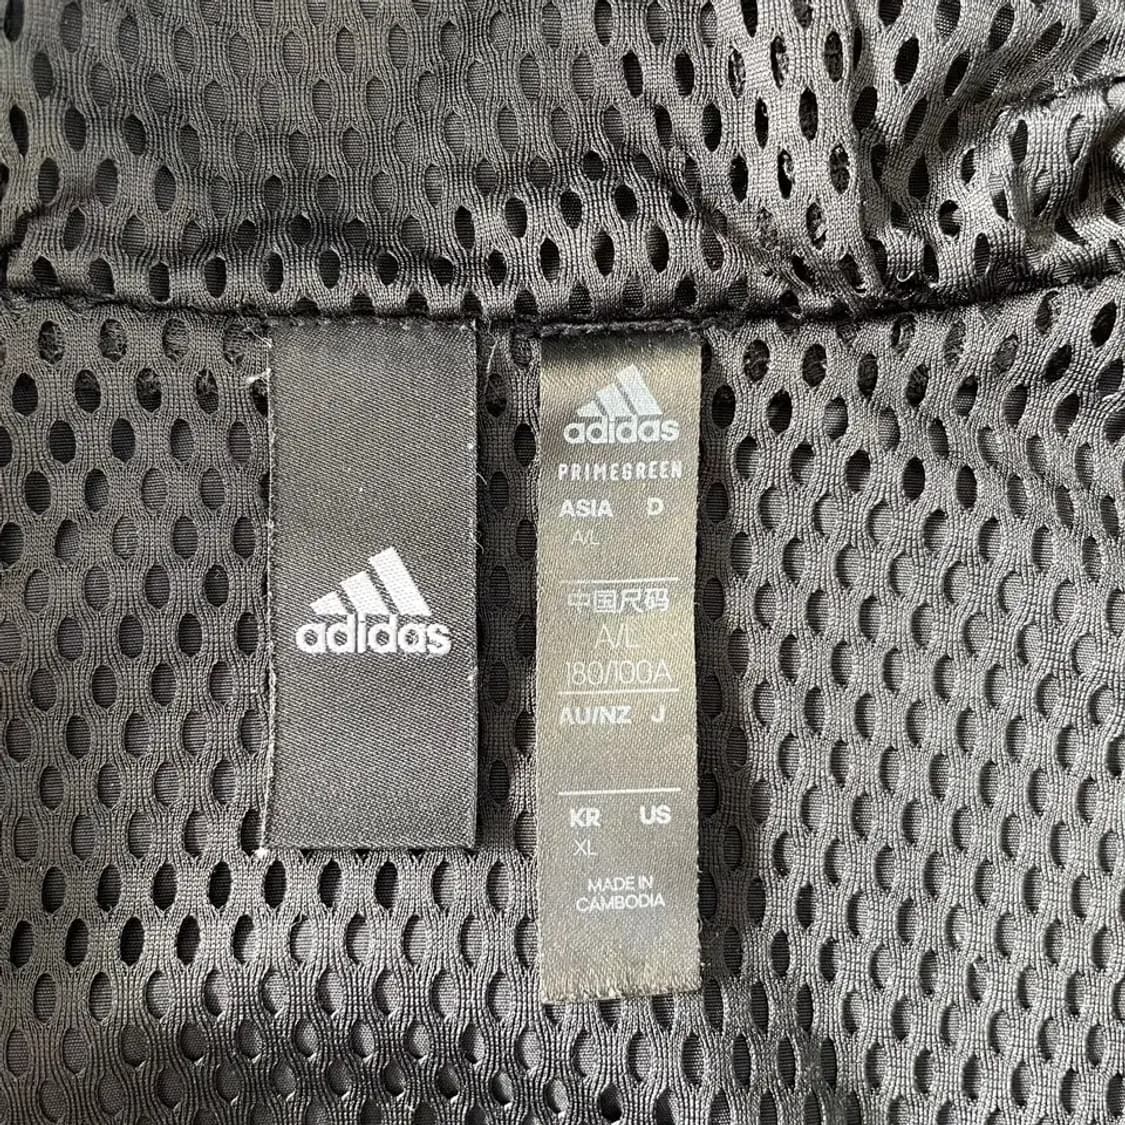 adidas
adidas
PRIMEGREEN
ASIA D
A/L
中国尺码
A/L
180/100A
AU/NZ J
KR US
XL
MADE IN
CAMBODIA